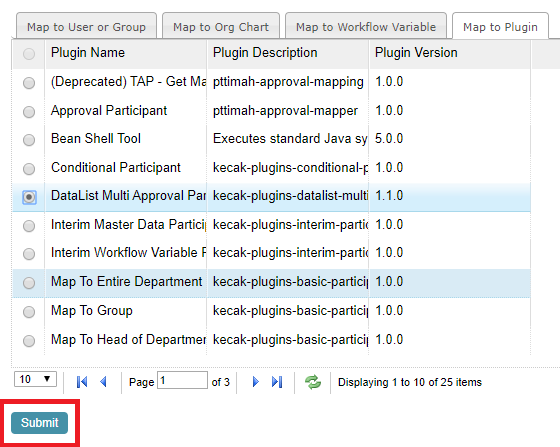 Map to User or Group Map to Org Chart Map to Workflow Variable Map to Plugin
Plugin Name Plugin Description Plugin Version
(Deprecated) TAP - Get Ma pttimah-approval-mapping 1.0.0
Approval Participant pttimah-approval-mapper 1.0.0
Bean Shell Tool Executes standard Java sy 5.0.0
Conditional Participant kecak-plugins-conditional-p 1.0.0
DataList Multi Approval Par kecak-plugins-datalist-multi 1.1.0
Interim Master Data Particip kecak-plugins-interim-partic 1.0.0
Interim Workflow Variable P kecak-plugins-interim-partic 1.0.0
Map To Entire Department kecak-plugins-basic-particip 1.0.0
Map To Group kecak-plugins-basic-particip 1.0.0
Map To Head of Departmen kecak-plugins-basic-particip 1.0.0
10 Page 1 of 3 Displaying 1 to 10 of 25 items
Submit